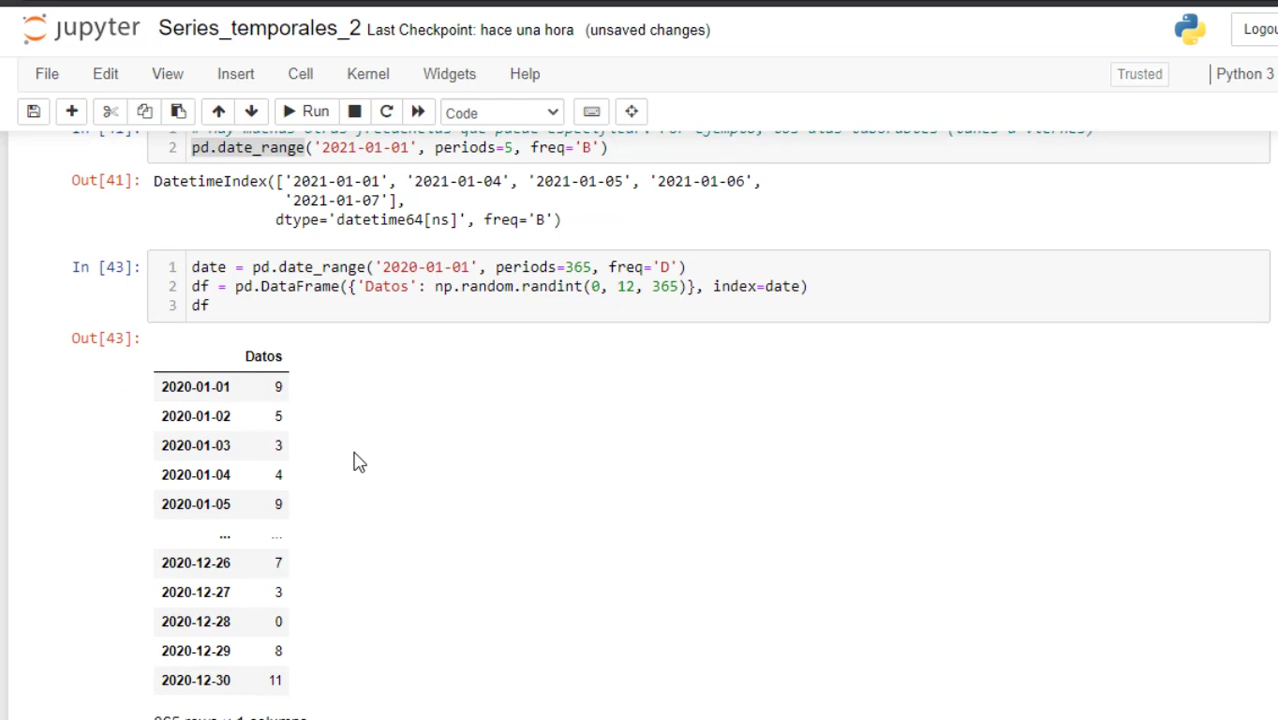 jupyter Series_temporales_2 Last Checkpoint: hace una hora (unsaved changes)
File Edit View Insert Cell Kernel Widgets Help Trusted Python 3
Run Code
2 pd.date_range('2021-01-01', periods=5, freq='B')
Out[41]: DatetimeIndex(['2021-01-01', '2021-01-04', '2021-01-05', '2021-01-06',
'2021-01-07'],
dtype='datetime64[ns]', freq='B')
In [43]: 1 date = pd.date_range('2020-01-01', periods=365, freq='D')
2 df = pd.DataFrame({'Datos': np.random.randint(0, 12, 365)}, index=date)
3 df
Out[43]:
Datos
2020-01-01 9
2020-01-02 5
2020-01-03 3
2020-01-04 4
2020-01-05 9
... ...
2020-12-26 7
2020-12-27 3
2020-12-28 0
2020-12-29 8
2020-12-30 11